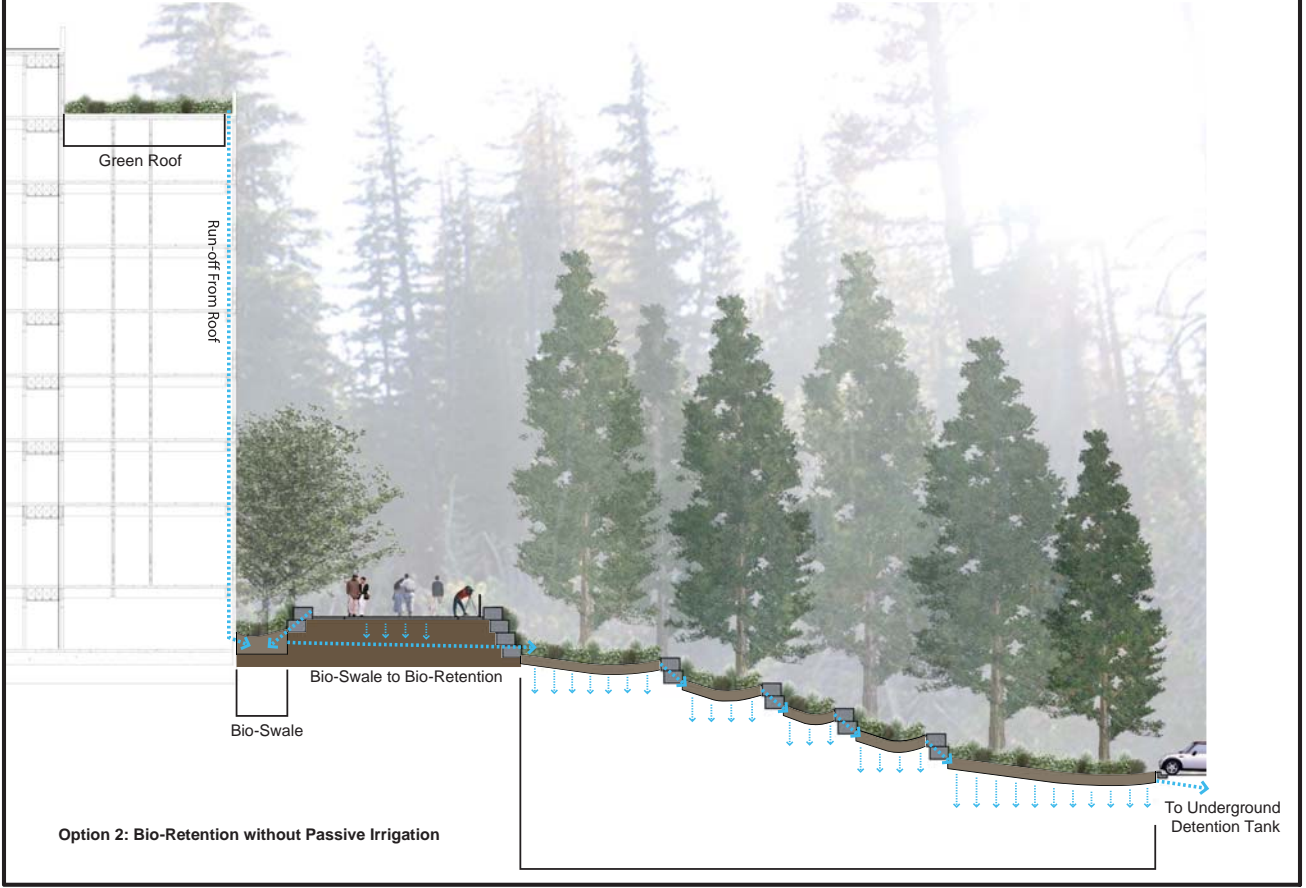 Green Roof
Run-off From Roof
Bio-Swale to Bio-Retention
Bio-Swale
To Underground
Detention Tank
Option 2: Bio-Retention without Passive Irrigation